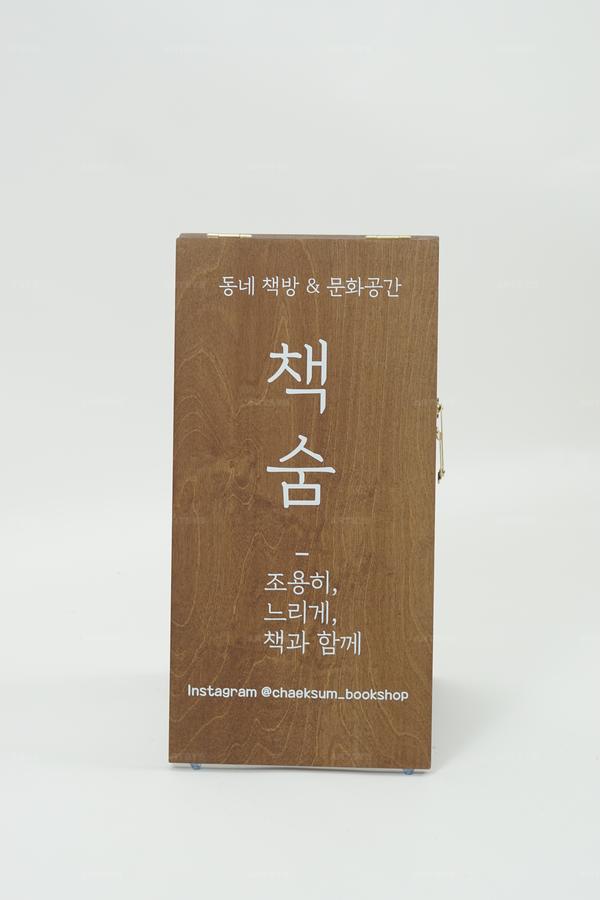 동네 책방 & 문화공간
책
숨
–
조용히,
느리게,
책과 함께
Instagram @chaeksum_bookshop